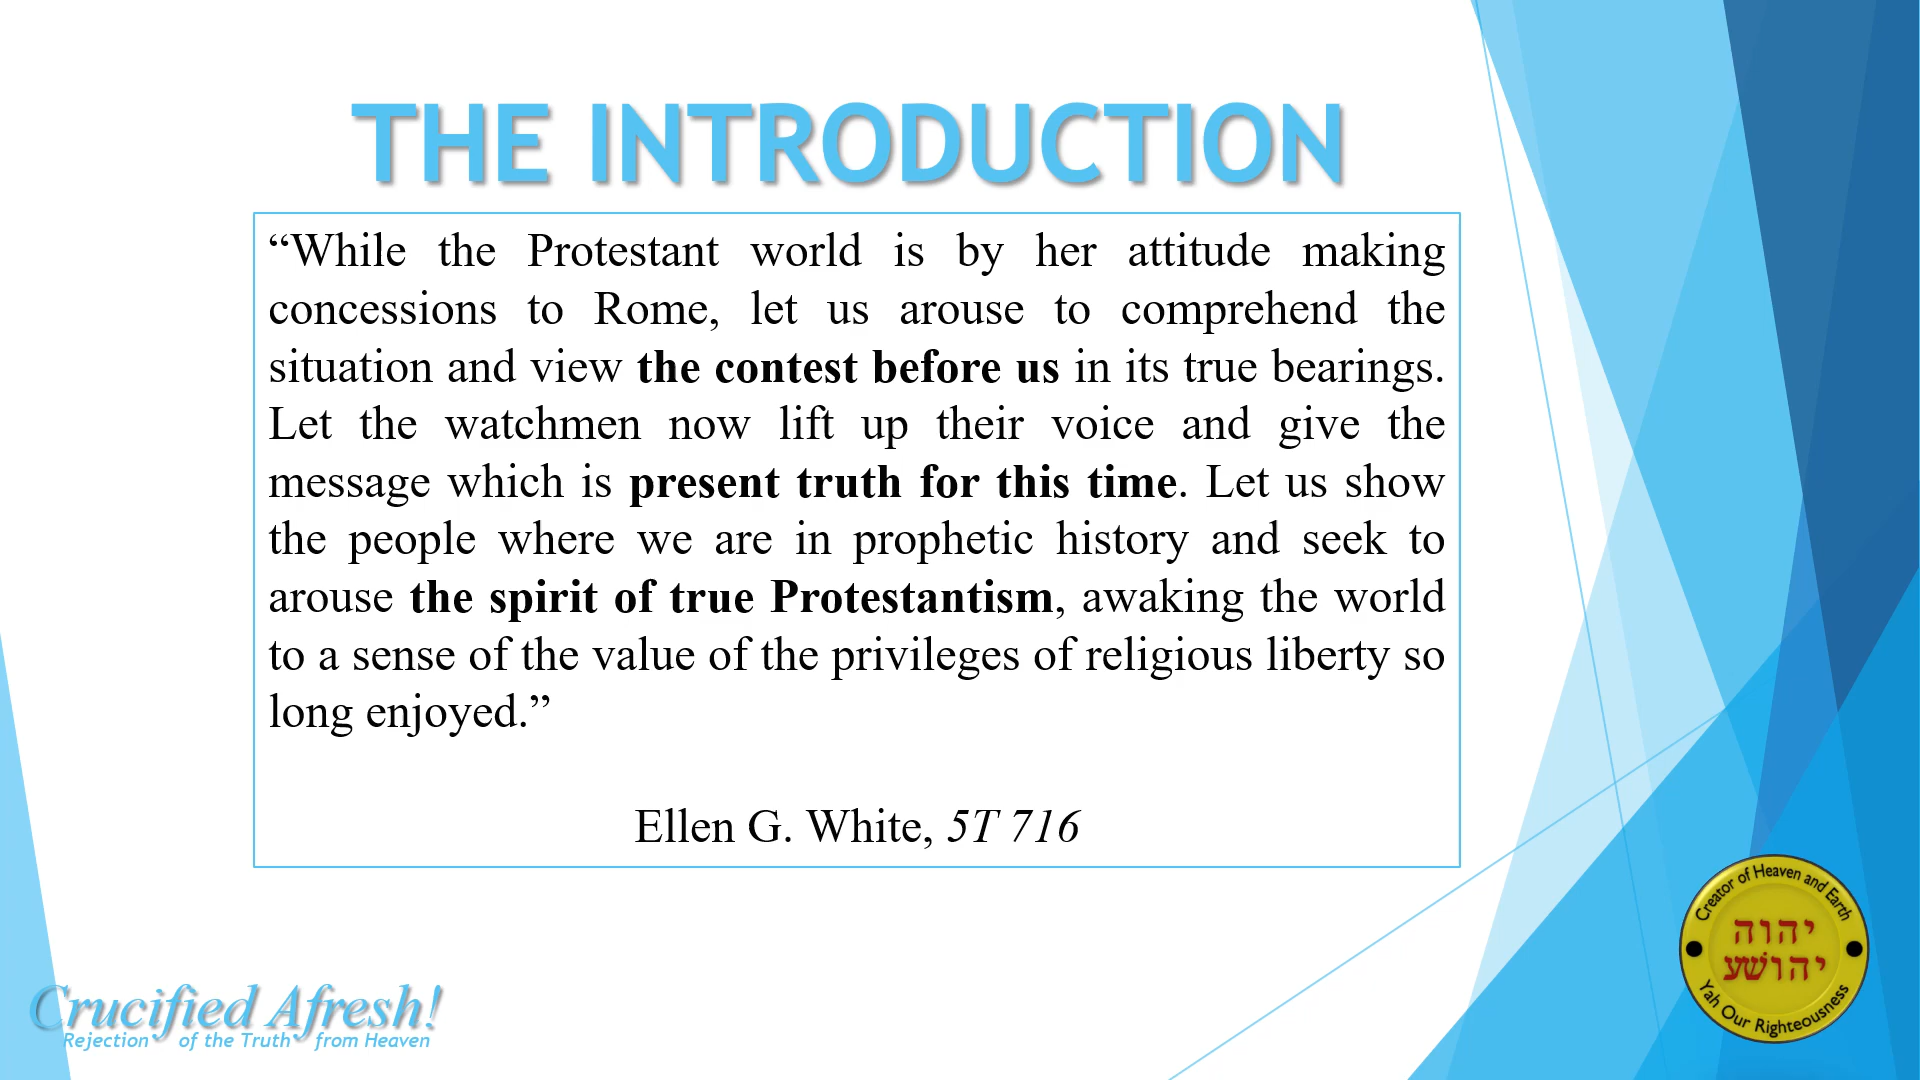 THE INTRODUCTION
“While the Protestant world is by her attitude making
concessions to Rome, let us arouse to comprehend the
situation and view the contest before us in its true bearings.
Let the watchmen now lift up their voice and give the
message which is present truth for this time. Let us show
the people where we are in prophetic history and seek to
arouse the spirit of true Protestantism, awaking the world
to a sense of the value of the privileges of religious liberty so
long enjoyed.”
Ellen G. White, 5T 716
Crucified Afresh!
Rejection of the Truth from Heaven
Creator of Heaven and Earth
יהוה
יהושׁע
Yah Our Righteousness